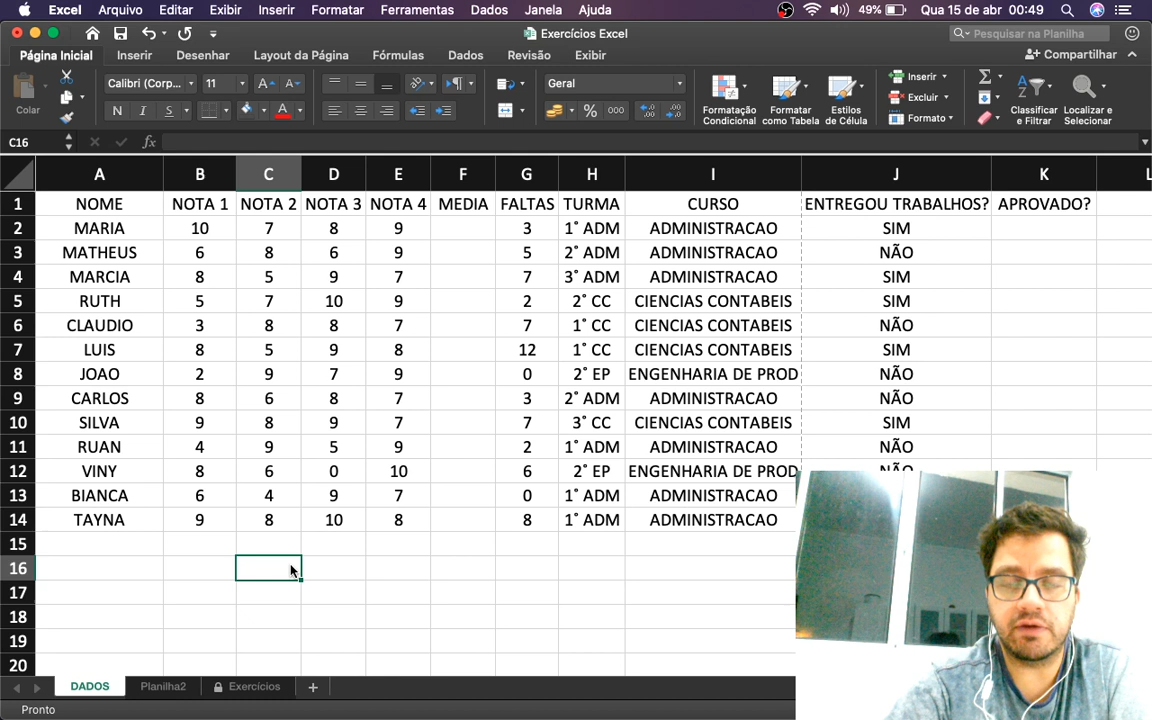 Excel Arquivo Editar Exibir Inserir Formatar Ferramentas Dados Janela Ajuda 49% Qua 15 de abr 00:49
Exercícios Excel
Pesquisar na Planilha
Página Inicial Inserir Desenhar Layout da Página Fórmulas Dados Revisão Exibir Compartilhar
Colar Calibri (Corp... 11 A A Geral Inserir
N I S A % 000 Excluir
Formatação Condicional Formatar como Tabela Estilos de Célula Formato Classificar e Filtrar Localizar e Selecionar
C16 fx
A B C D E F G H I J K L
1 NOME NOTA 1 NOTA 2 NOTA 3 NOTA 4 MEDIA FALTAS TURMA CURSO ENTREGOU TRABALHOS? APROVADO?
2 MARIA 10 7 8 9 3 1° ADM ADMINISTRACAO SIM
3 MATHEUS 6 8 6 9 5 2° ADM ADMINISTRACAO NÃO
4 MARCIA 8 5 9 7 7 3° ADM ADMINISTRACAO SIM
5 RUTH 5 7 10 9 2 2° CC CIENCIAS CONTABEIS SIM
6 CLAUDIO 3 8 8 7 7 1° CC CIENCIAS CONTABEIS NÃO
7 LUIS 8 5 9 8 12 1° CC CIENCIAS CONTABEIS SIM
8 JOAO 2 9 7 9 0 2° EP ENGENHARIA DE PROD NÃO
9 CARLOS 8 6 8 7 3 2° ADM ADMINISTRACAO NÃO
10 SILVA 9 8 9 7 7 3° CC CIENCIAS CONTABEIS SIM
11 RUAN 4 9 5 9 2 1° ADM ADMINISTRACAO NÃO
12 VINY 8 6 0 10 6 2° EP ENGENHARIA DE PROD NÃO
13 BIANCA 6 4 9 7 0 1° ADM ADMINISTRACAO
14 TAYNA 9 8 10 8 8 1° ADM ADMINISTRACAO
15
16
17
18
19
20
DADOS Planilha2 Exercícios +
Pronto